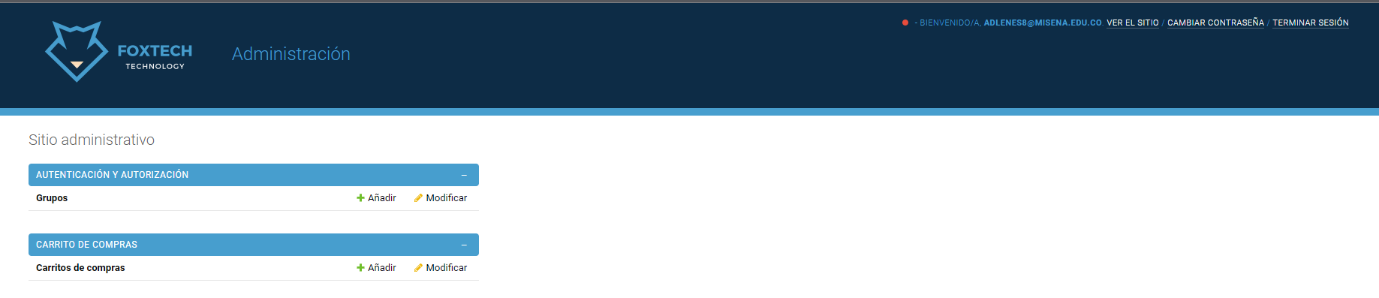 - BIENVENIDO/A, ADLENES8@MISENA.EDU.CO. VER EL SITIO / CAMBIAR CONTRASEÑA / TERMINAR SESIÓN
FOXTECH
TECHNOLOGY
Administración
Sitio administrativo
AUTENTICACIÓN Y AUTORIZACIÓN –
Grupos Añadir Modificar
CARRITO DE COMPRAS –
Carritos de compras Añadir Modificar